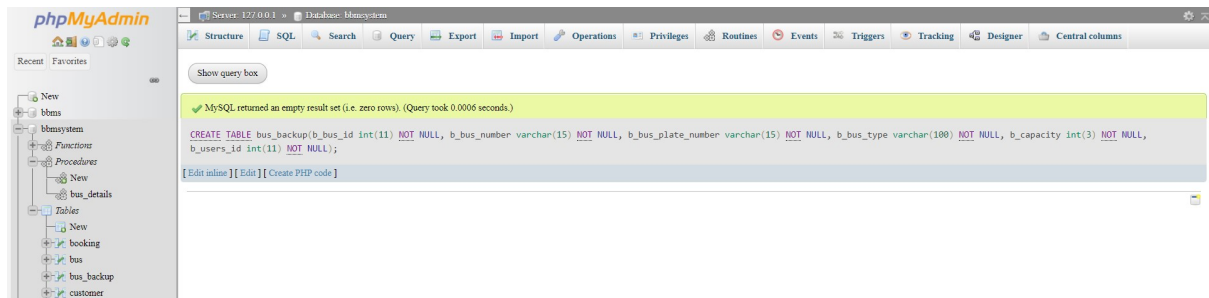 phpMyAdmin
Recent Favorites
New
bbms
bbmsystem
Functions
Procedures
New
bus_details
Tables
New
booking
bus
bus_backup
customer
Server: 127.0.0.1 » Database: bbmsystem
Structure SQL Search Query Export Import Operations Privileges Routines Events Triggers Tracking Designer Central columns
Show query box
MySQL returned an empty result set (i.e. zero rows). (Query took 0.0006 seconds.)
CREATE TABLE bus_backup(b_bus_id int(11) NOT NULL, b_bus_number varchar(15) NOT NULL, b_bus_plate_number varchar(15) NOT NULL, b_bus_type varchar(100) NOT NULL, b_capacity int(3) NOT NULL,
b_users_id int(11) NOT NULL);
[ Edit inline ] [ Edit ] [ Create PHP code ]